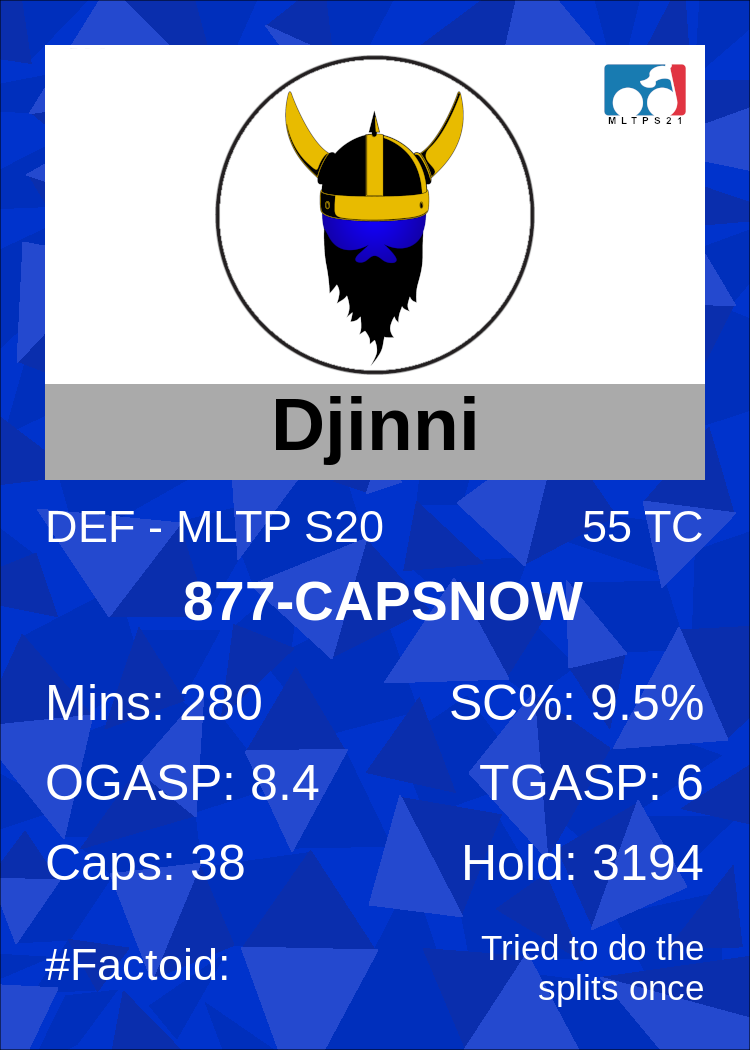 MLTPS21
Djinni
DEF - MLTP S20 55 TC
877-CAPSNOW
Mins: 280 SC%: 9.5%
OGASP: 8.4 TGASP: 6
Caps: 38 Hold: 3194
#Factoid: Tried to do the
splits once